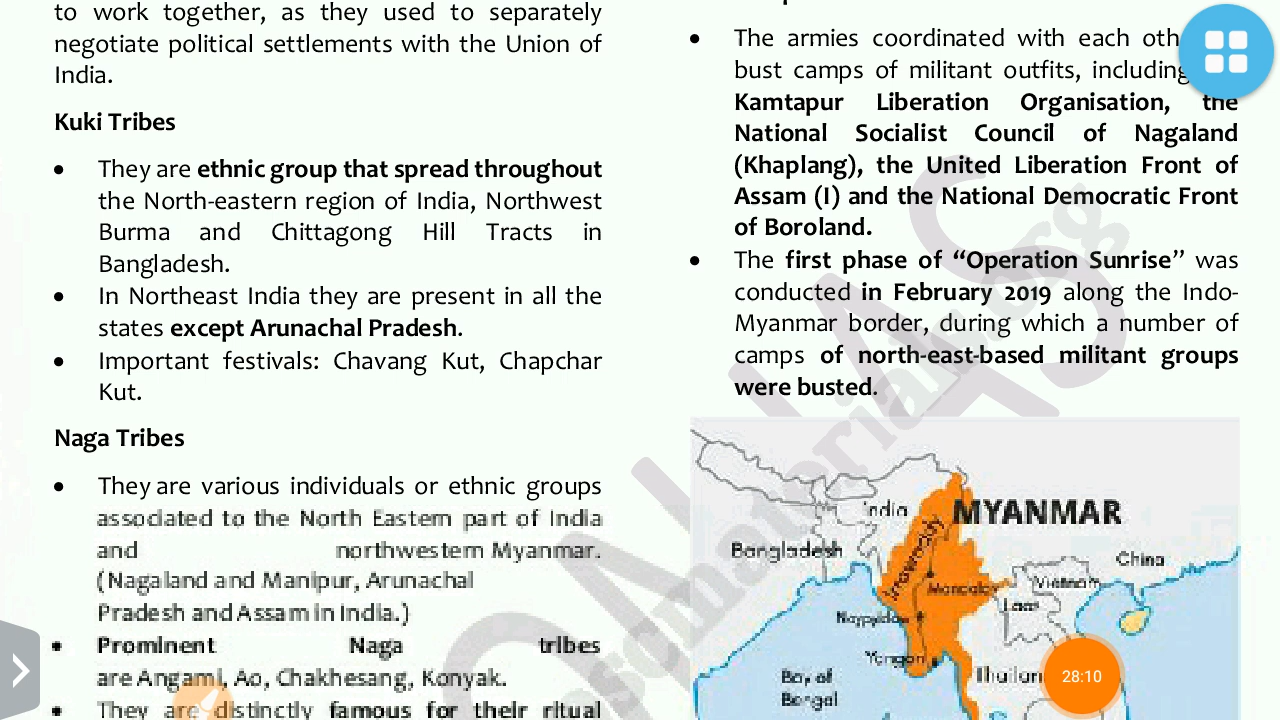 to work together, as they used to separately
negotiate political settlements with the Union of
India.
Kuki Tribes
• They are ethnic group that spread throughout
the North-eastern region of India, Northwest
Burma and Chittagong Hill Tracts in
Bangladesh.
• In Northeast India they are present in all the
states except Arunachal Pradesh.
• Important festivals: Chavang Kut, Chapchar
Kut.
Naga Tribes
• They are various individuals or ethnic groups
associated to the North Eastern part of India
and northwestern Myanmar.
(Nagaland and Manipur, Arunachal
Pradesh and Assam in India.)
• Prominent Naga tribes
are Angami, Ao, Chakhesang, Konyak.
• They are distinctly famous for their ritual
• The armies coordinated with each
bust camps of militant outfits, including
Kamtapur Liberation Organisation, the
National Socialist Council of Nagaland
(Khaplang), the United Liberation Front of
Assam (I) and the National Democratic Front
of Boroland.
• The first phase of “Operation Sunrise” was
conducted in February 2019 along the Indo-
Myanmar border, during which a number of
camps of north-east-based militant groups
were busted.
India
MYANMAR
Bangladesh
Irrawaddy
China
Vietnam
Mandalay
Laos
Naypyidaw
Yangon
Bay of
Bengal
28:10